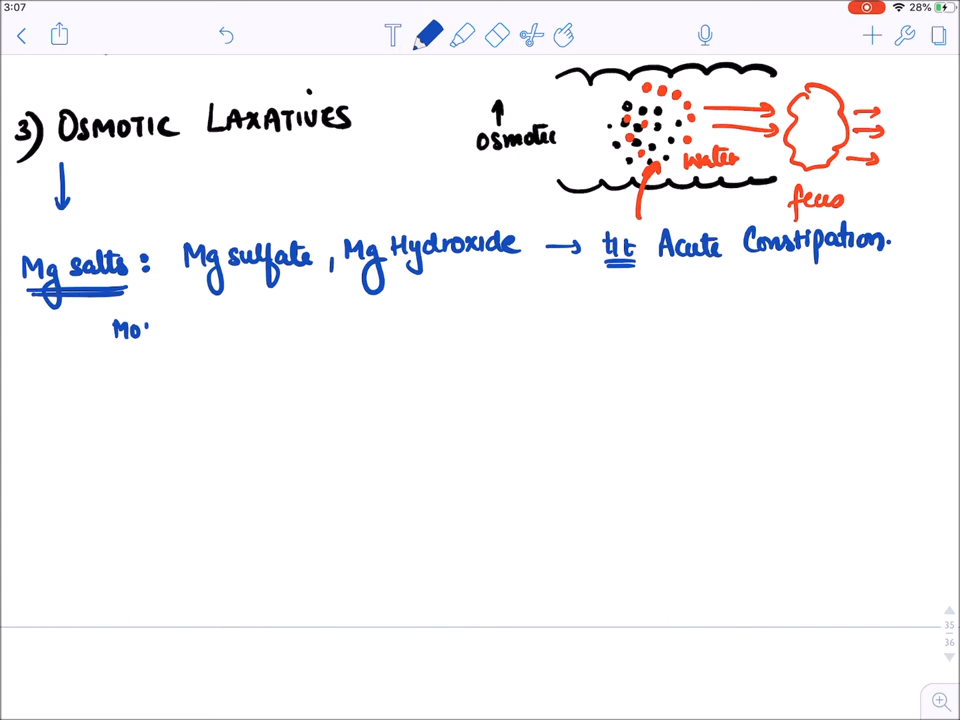 3:07
28%
T
3) OSMOTIC LAXATIVES
↑ osmotic
water
feces
Mg salts: Mg sulfate, Mg Hydroxide → tt Acute Constipation.
Mo
35
36